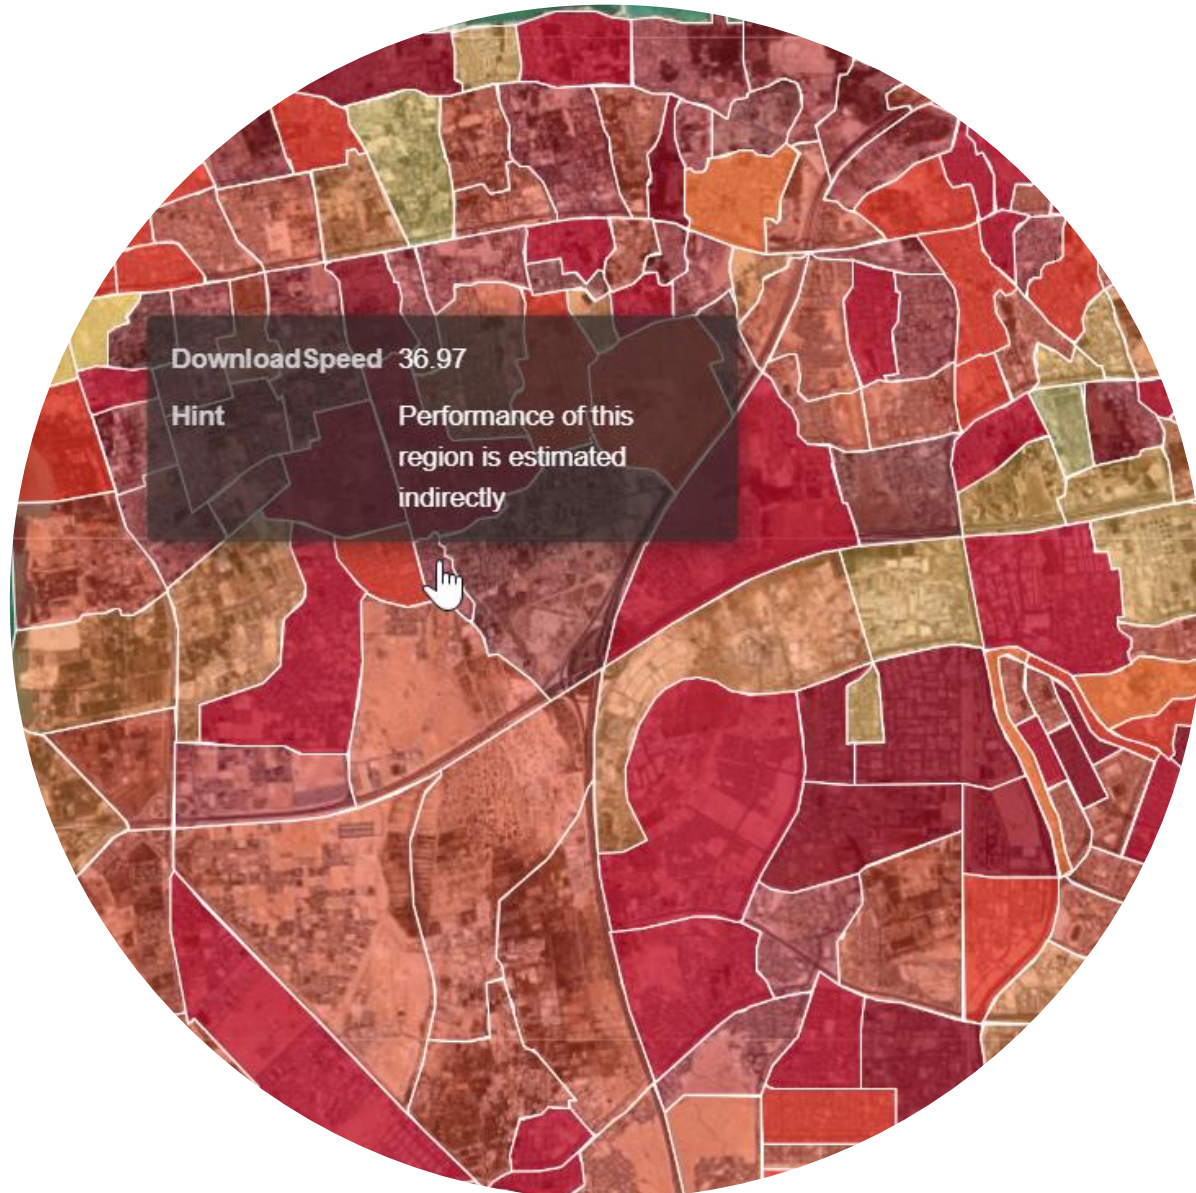 DownloadSpeed 36.97
Hint Performance of this
region is estimated
indirectly